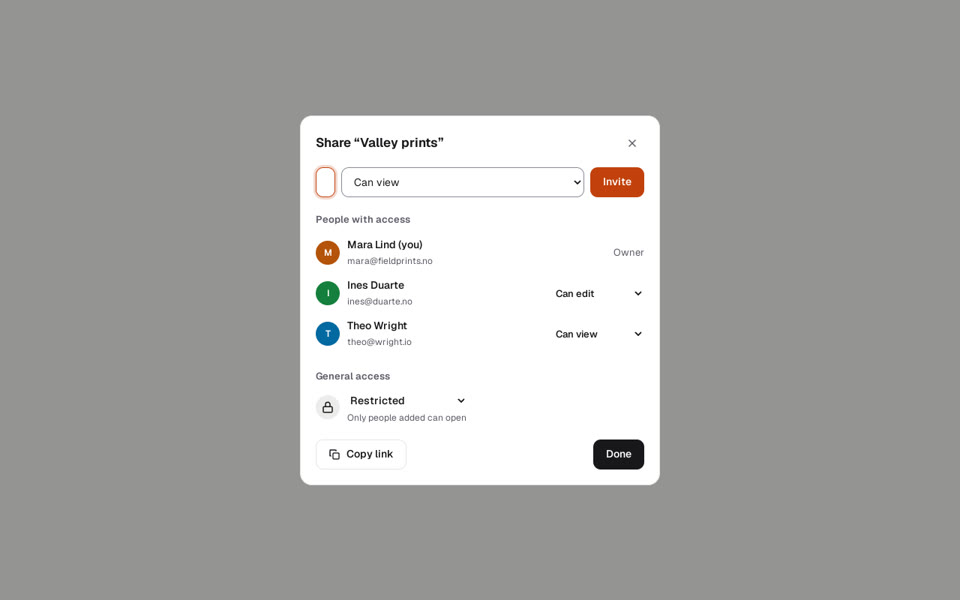 Share “Valley prints”
Can view
Invite
People with access
M
Mara Lind (you)
mara@fieldprints.no
Owner
I
Ines Duarte
ines@duarte.no
Can edit
T
Theo Wright
theo@wright.io
Can view
General access
Restricted
Only people added can open
Copy link
Done